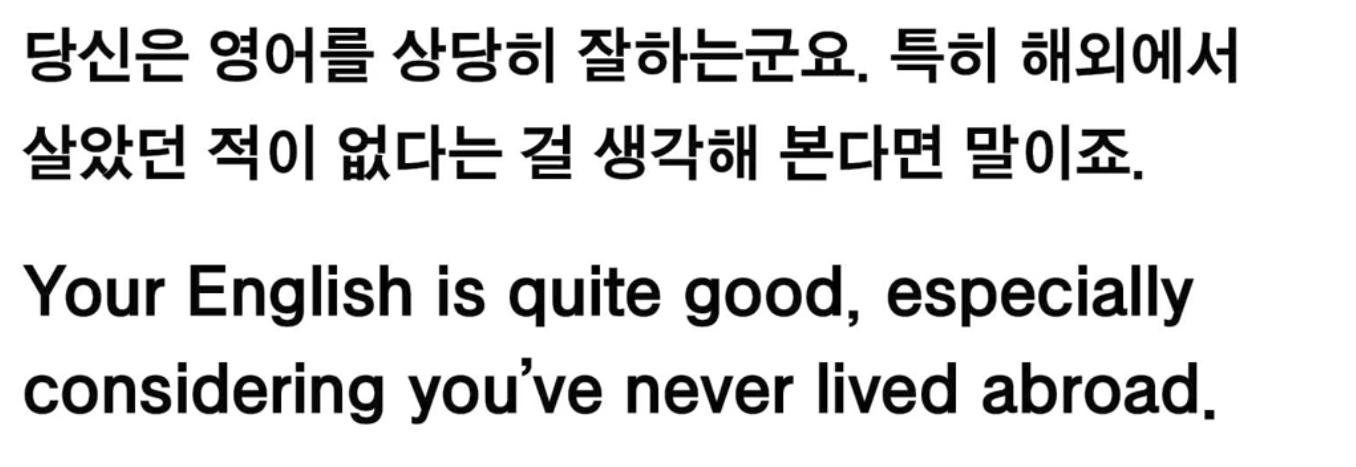 당신은 영어를 상당히 잘하는군요. 특히 해외에서
살았던 적이 없다는 걸 생각해 본다면 말이죠.
Your English is quite good, especially
considering you’ve never lived abroad.